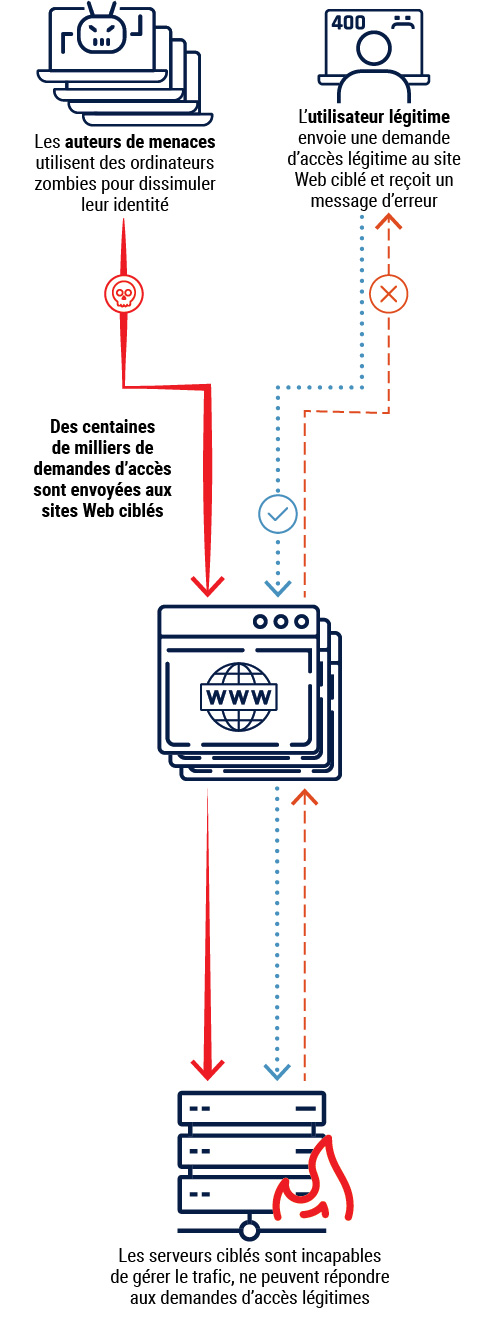 Les auteurs de menaces
utilisent des ordinateurs
zombies pour dissimuler
leur identité
400
L'utilisateur légitime
envoie une demande
d'accès légitime au site
Web ciblé et reçoit un
message d'erreur
Des centaines
de milliers de
demandes d'accès
sont envoyées aux
sites Web ciblés
WWW
Les serveurs ciblés sont incapables
de gérer le trafic, ne peuvent répondre
aux demandes d'accès légitimes